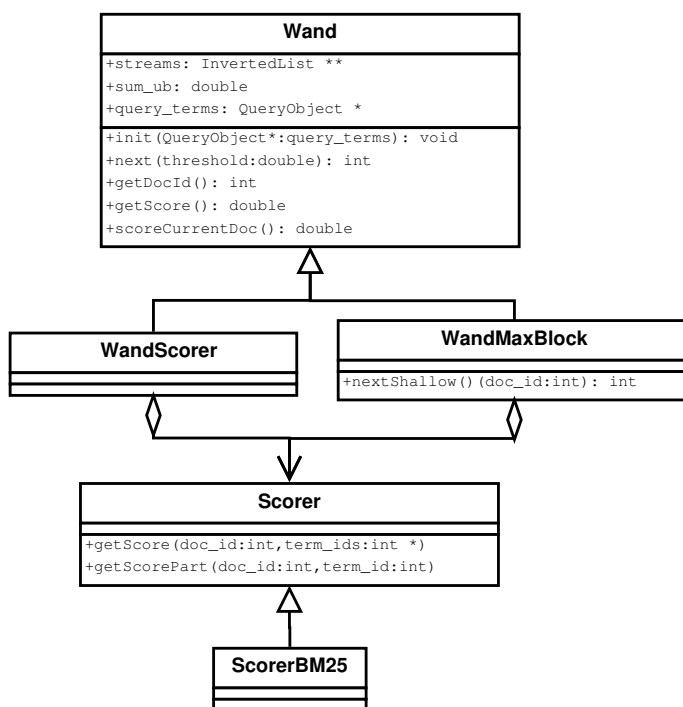 Wand
+streams: InvertedList **
+sum_ub: double
+query_terms: QueryObject *
+init(QueryObject*:query_terms): void
+next(threshold:double): int
+getDocId(): int
+getScore(): double
+scoreCurrentDoc(): double
WandScorer
WandMaxBlock
+nextShallow()(doc_id:int): int
Scorer
+getScore(doc_id:int,term_ids:int *)
+getScorePart(doc_id:int,term_id:int)
ScorerBM25